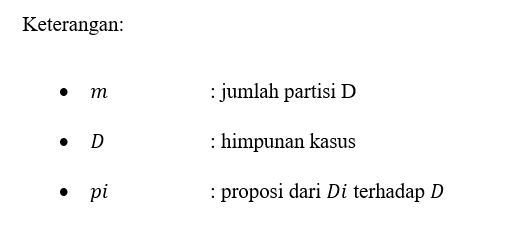 Keterangan:
• m : jumlah partisi D
• D : himpunan kasus
• pi : proposi dari Di terhadap D